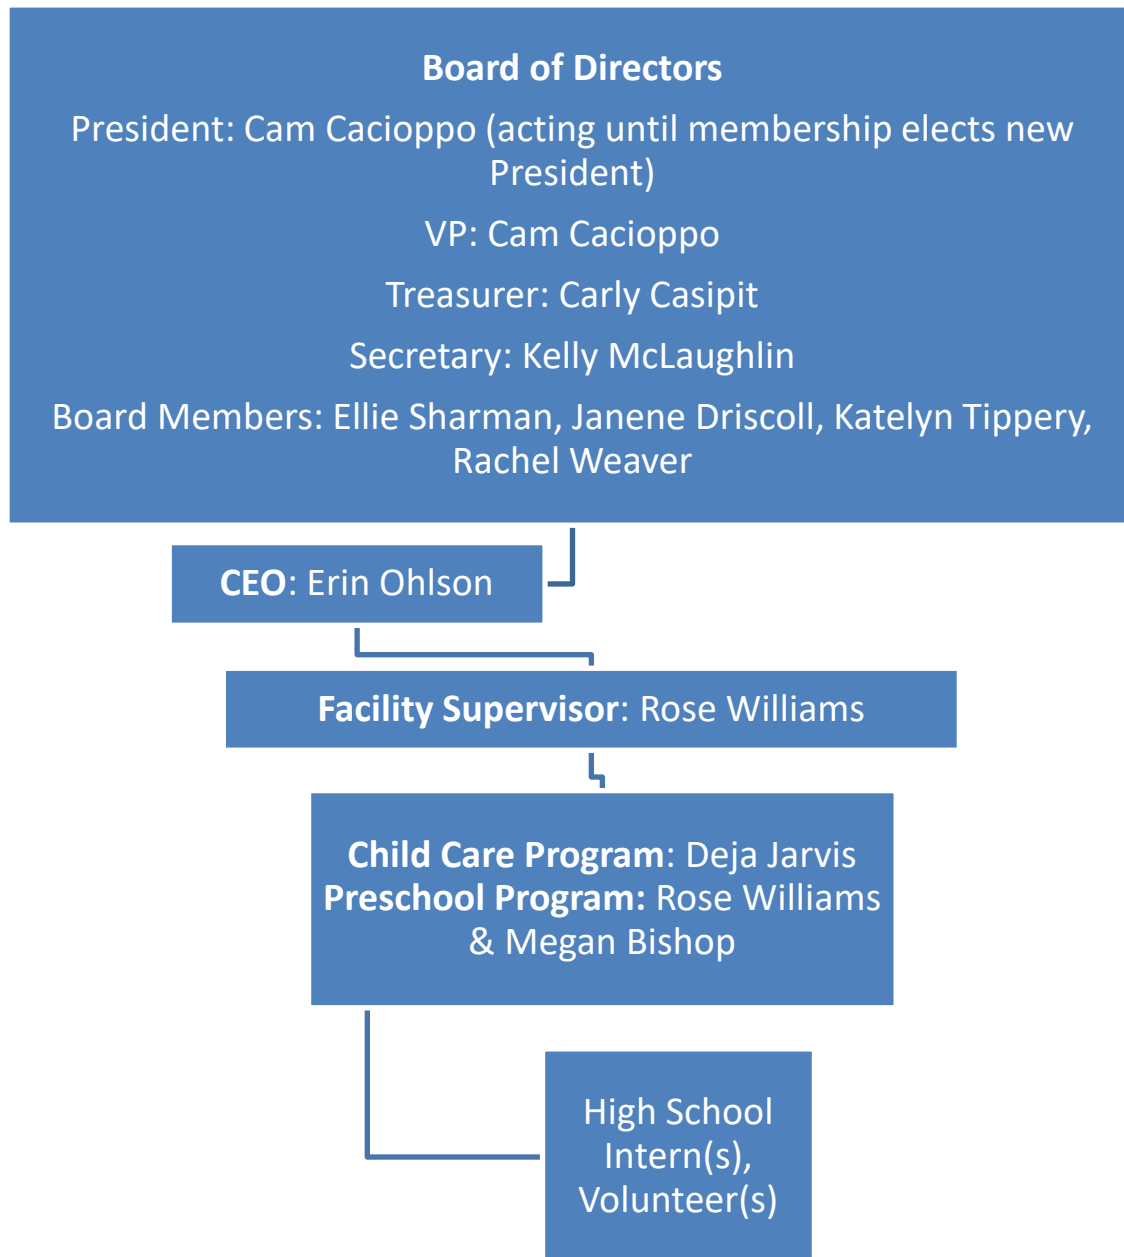 Board of Directors
President: Cam Cacioppo (acting until membership elects new
President)
VP: Cam Cacioppo
Treasurer: Carly Casipit
Secretary: Kelly McLaughlin
Board Members: Ellie Sharman, Janene Driscoll, Katelyn Tippery,
Rachel Weaver
CEO: Erin Ohlson
Facility Supervisor: Rose Williams
Child Care Program: Deja Jarvis
Preschool Program: Rose Williams
& Megan Bishop
High School
Intern(s),
Volunteer(s)